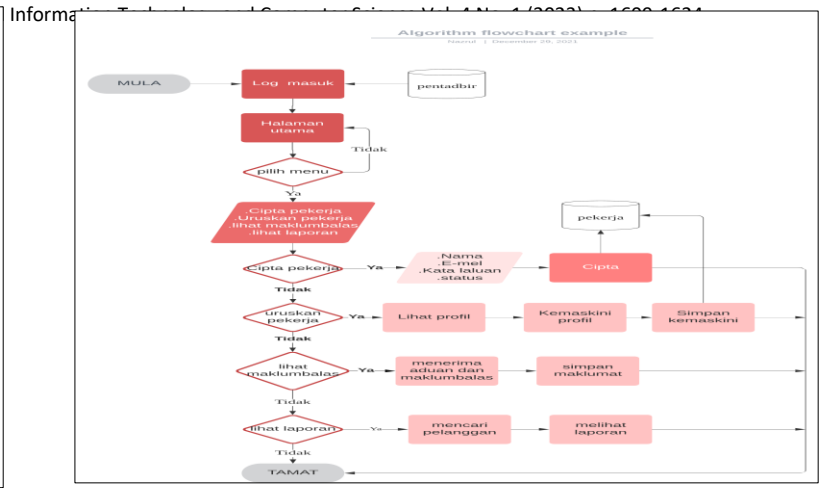 Algorithm flowchart example
Nazrul | December 29, 2021
MULA
Log masuk
pentadbir
Halaman
utama
Tidak
pilih menu
Ya
.Cipta pekerja
.Uruskan pekerja
.lihat maklumbalas
.lihat laporan
pekerja
Cipta pekerja
Ya
.Nama
.E-mel
.Kata laluan
.status
Cipta
Tidak
uruskan
pekerja
Ya
Lihat profil
Kemaskini
profil
Simpan
kemaskini
Tidak
lihat
maklumbalas
Ya
menerima
aduan dan
maklumbalas
simpan
maklumat
Tidak
lihat laporan
Ya
mencari
pelanggan
melihat
laporan
Tidak
TAMAT